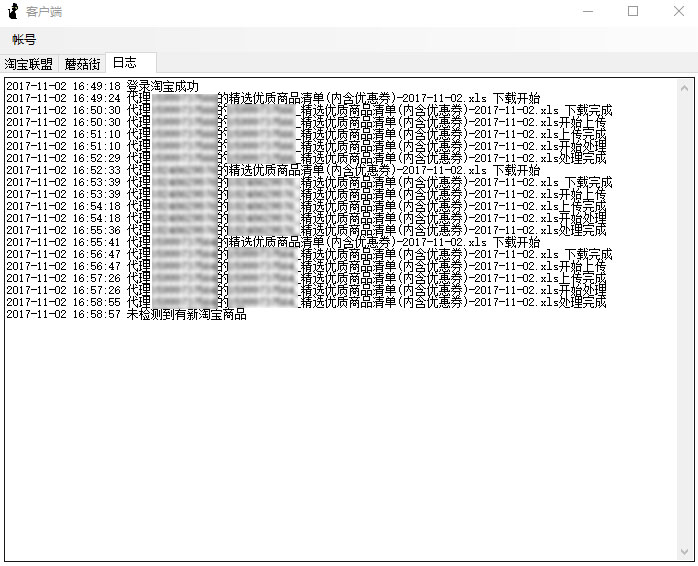 客户端
帐号
淘宝联盟 蘑菇街 日志
2017-11-02 16:49:18 登录淘宝成功
2017-11-02 16:49:24 代理 的精选优质商品清单(内含优惠券)-2017-11-02.xls 下载开始
2017-11-02 16:50:30 代理 的 _精选优质商品清单(内含优惠券)-2017-11-02.xls 下载完成
2017-11-02 16:50:30 代理 的 _精选优质商品清单(内含优惠券)-2017-11-02.xls开始上传
2017-11-02 16:51:10 代理 的 _精选优质商品清单(内含优惠券)-2017-11-02.xls上传完成
2017-11-02 16:51:10 代理 的 _精选优质商品清单(内含优惠券)-2017-11-02.xls开始处理
2017-11-02 16:52:29 代理 的 _精选优质商品清单(内含优惠券)-2017-11-02.xls处理完成
2017-11-02 16:52:33 代理 的精选优质商品清单(内含优惠券)-2017-11-02.xls 下载开始
2017-11-02 16:53:39 代理 的 _精选优质商品清单(内含优惠券)-2017-11-02.xls 下载完成
2017-11-02 16:53:39 代理 的 _精选优质商品清单(内含优惠券)-2017-11-02.xls开始上传
2017-11-02 16:54:18 代理 的 _精选优质商品清单(内含优惠券)-2017-11-02.xls上传完成
2017-11-02 16:54:18 代理 的 _精选优质商品清单(内含优惠券)-2017-11-02.xls开始处理
2017-11-02 16:55:36 代理 的 _精选优质商品清单(内含优惠券)-2017-11-02.xls处理完成
2017-11-02 16:55:41 代理 的精选优质商品清单(内含优惠券)-2017-11-02.xls 下载开始
2017-11-02 16:56:47 代理 的 _精选优质商品清单(内含优惠券)-2017-11-02.xls 下载完成
2017-11-02 16:56:47 代理 的 _精选优质商品清单(内含优惠券)-2017-11-02.xls开始上传
2017-11-02 16:57:26 代理 的 _精选优质商品清单(内含优惠券)-2017-11-02.xls上传完成
2017-11-02 16:57:26 代理 的 _精选优质商品清单(内含优惠券)-2017-11-02.xls开始处理
2017-11-02 16:58:55 代理 的 _精选优质商品清单(内含优惠券)-2017-11-02.xls处理完成
2017-11-02 16:58:57 未检测到有新淘宝商品